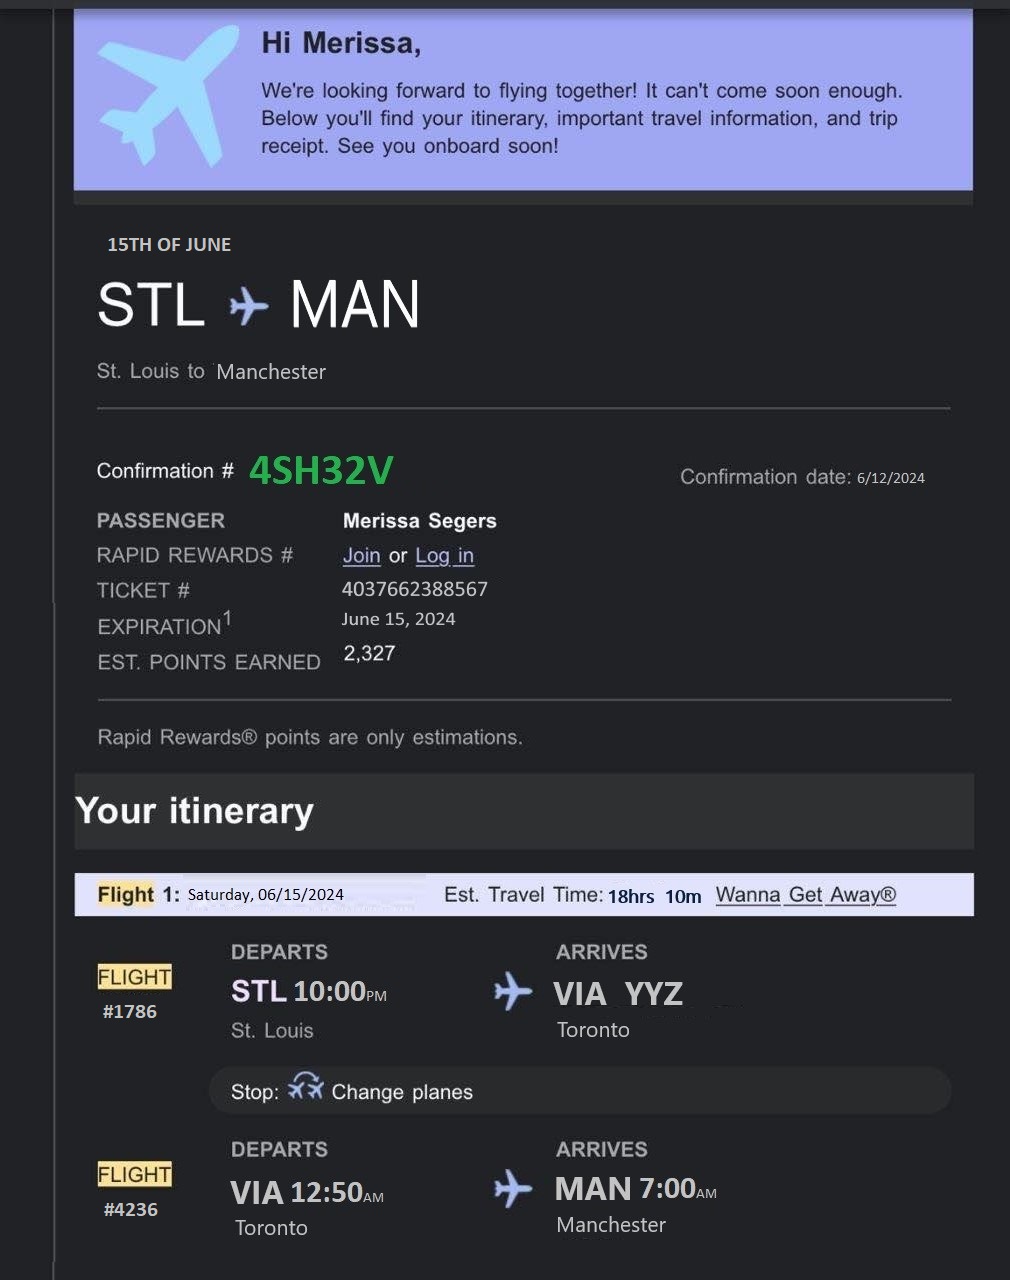 Hi Merissa,
We're looking forward to flying together! It can't come soon enough.
Below you'll find your itinerary, important travel information, and trip
receipt. See you onboard soon!
15TH OF JUNE
STL MAN
St. Louis to Manchester
Confirmation # 4SH32V Confirmation date: 6/12/2024
PASSENGER Merissa Segers
RAPID REWARDS # Join or Log in
TICKET # 4037662388567
EXPIRATION1 June 15, 2024
EST. POINTS EARNED 2,327
Rapid Rewards® points are only estimations.
Your itinerary
Flight 1: Saturday, 06/15/2024 Est. Travel Time: 18hrs 10m Wanna Get Away®
DEPARTS ARRIVES
FLIGHT STL 10:00PM VIA YYZ
#1786 St. Louis Toronto
Stop: Change planes
DEPARTS ARRIVES
FLIGHT VIA 12:50AM MAN 7:00AM
#4236 Toronto Manchester